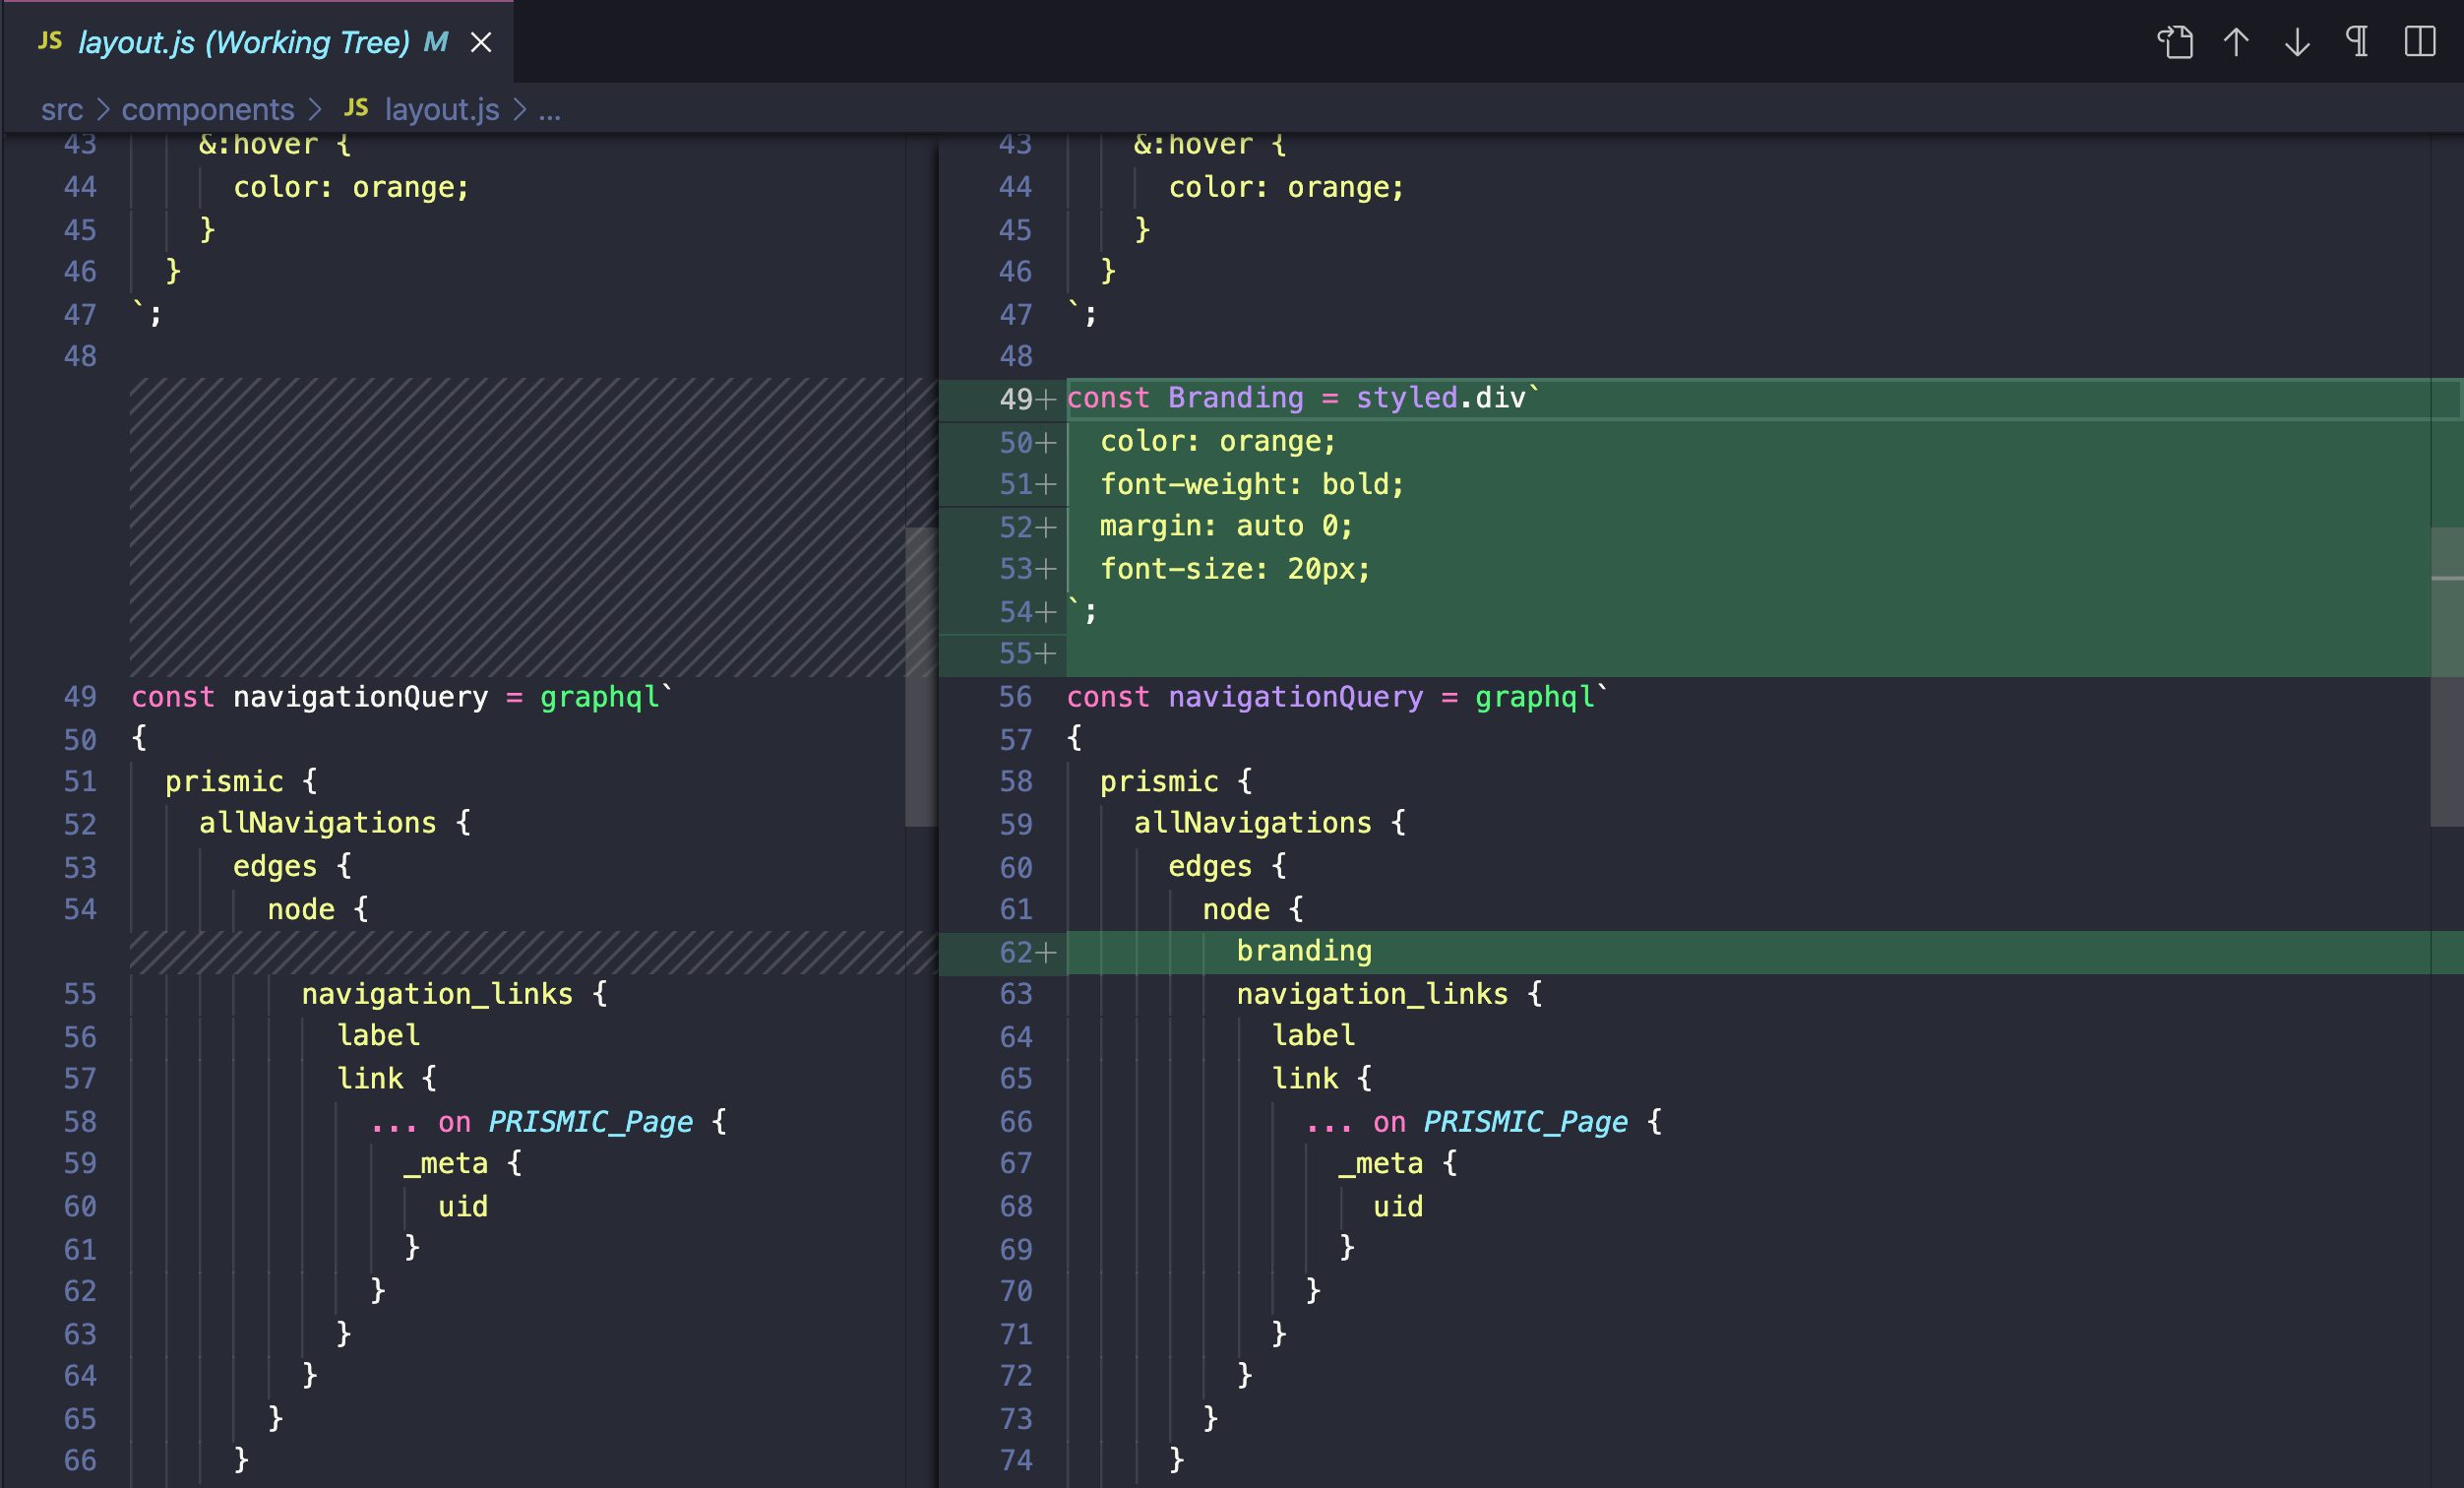 JS layout.js (Working Tree) M
src > components > JS layout.js > ...
43 &:hover {
44 color: orange;
45 }
46 }
47 `;
48
49 const navigationQuery = graphql`
50 {
51 prismic {
52 allNavigations {
53 edges {
54 node {
55 navigation_links {
56 label
57 link {
58 ... on PRISMIC_Page {
59 _meta {
60 uid
61 }
62 }
63 }
64 }
65 }
66 }
43 &:hover {
44 color: orange;
45 }
46 }
47 `;
48
49+ const Branding = styled.div`
50+ color: orange;
51+ font-weight: bold;
52+ margin: auto 0;
53+ font-size: 20px;
54+ `;
55+
56 const navigationQuery = graphql`
57 {
58 prismic {
59 allNavigations {
60 edges {
61 node {
62+ branding
63 navigation_links {
64 label
65 link {
66 ... on PRISMIC_Page {
67 _meta {
68 uid
69 }
70 }
71 }
72 }
73 }
74 }